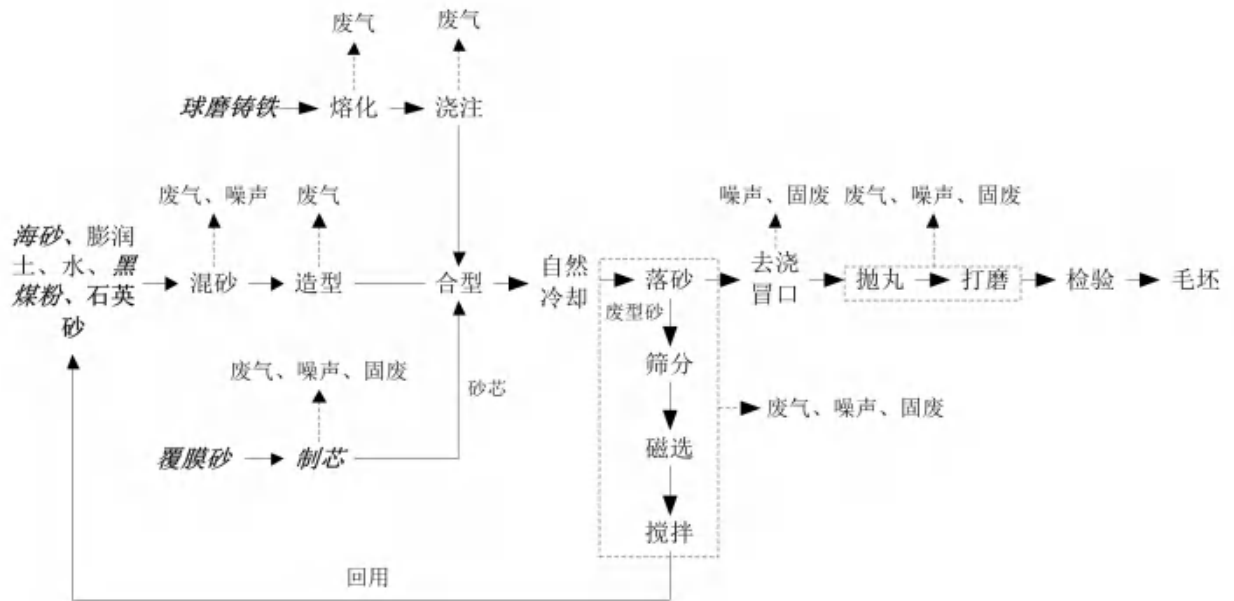 废气
废气
球磨铸铁
熔化
浇注
废气、噪声
废气
噪声、固废
废气、噪声、固废
海砂、膨润
土、水、黑
煤粉、石英
砂
混砂
造型
合型
自然
冷却
落砂
去浇
冒口
抛丸
打磨
检验
毛坯
废型砂
筛分
废气、噪声、固废
砂芯
废气、噪声、固废
磁选
覆膜砂
制芯
搅拌
回用